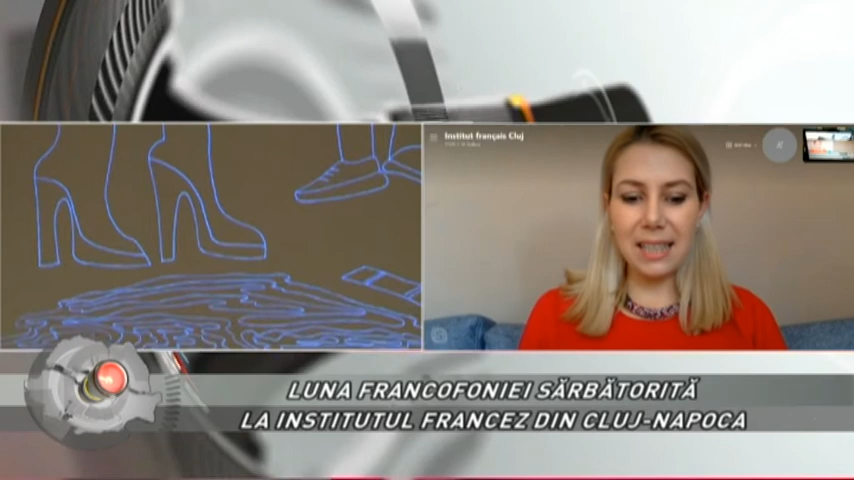 Institut français Cluj
LUNA FRANCOFONIEI SĂRBĂTORITĂ
LA INSTITUTUL FRANCEZ DIN CLUJ-NAPOCA